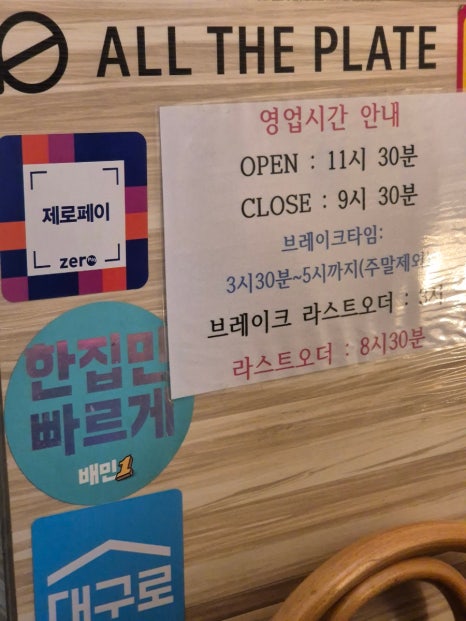 ALL THE PLATE
영업시간 안내
OPEN : 11시 30분
CLOSE : 9시 30분
브레이크타임:
3시30분~5시까지(주말제외)
브레이크 라스트오더 : 3시
라스트오더 : 8시30분
제로페이
zero Pay
한집만
빠르게
배민1
대구로